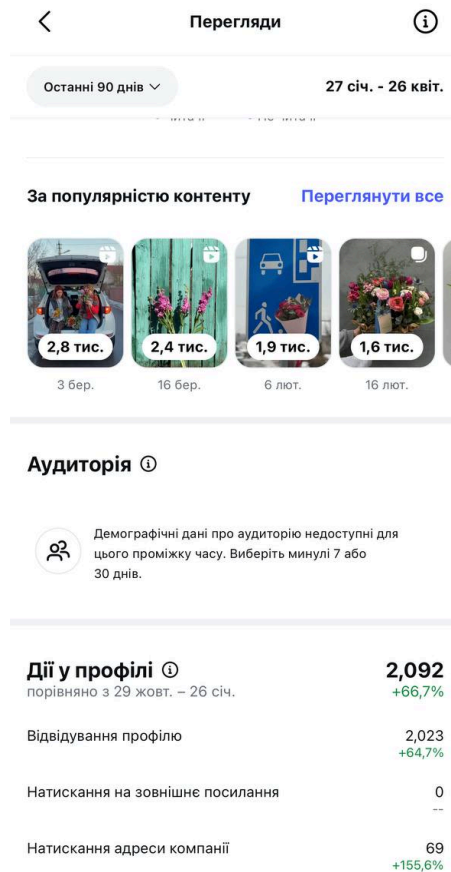 Перегляди
Останні 90 днів
27 січ. - 26 квіт.
За популярністю контенту
Переглянути все
2,8 тис.
2,4 тис.
1,9 тис.
1,6 тис.
3 бер.
16 бер.
6 лют.
16 лют.
Аудиторія
Демографічні дані про аудиторію недоступні для
цього проміжку часу. Виберіть минулі 7 або
30 днів.
Дії у профілі
2,092
порівняно з 29 жовт. – 26 січ.
+66,7%
Відвідування профілю
2,023
+64,7%
Натискання на зовнішнє посилання
0
--
Натискання адреси компанії
69
+155,6%